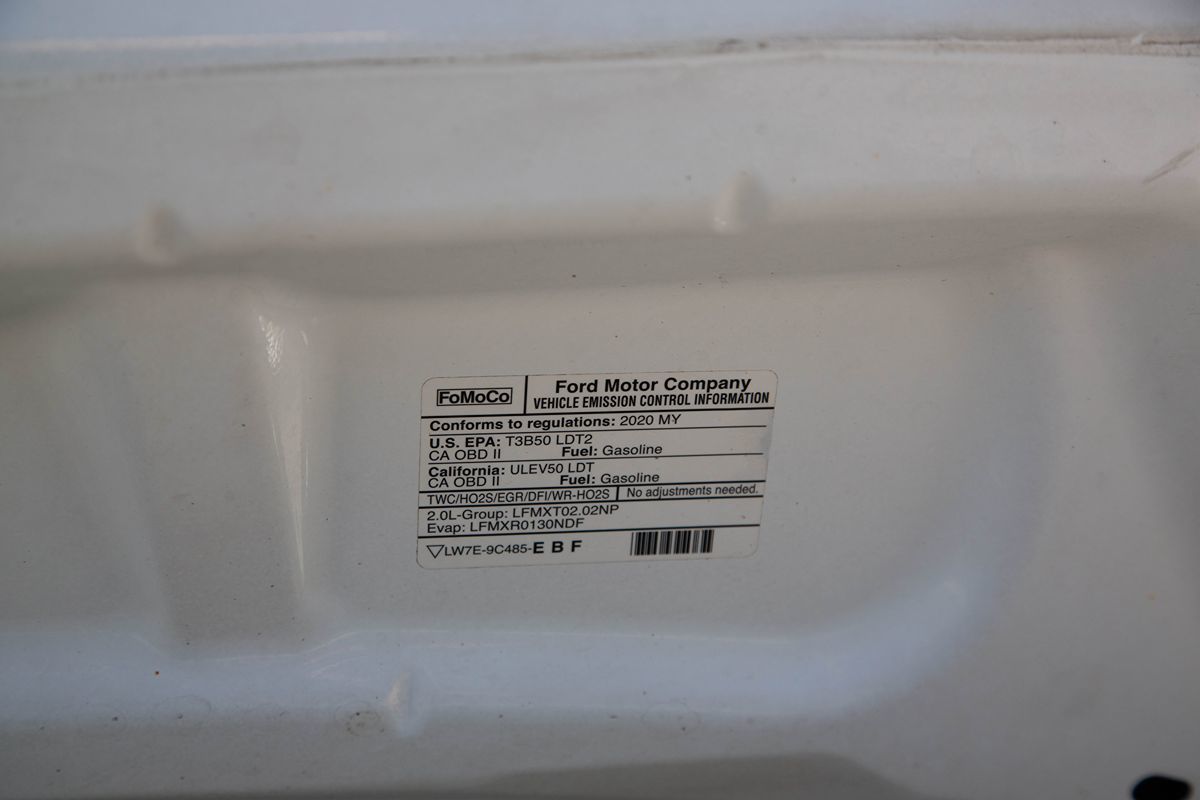 FoMoCo
Ford Motor Company
VEHICLE EMISSION CONTROL INFORMATION
Conforms to regulations: 2020 MY
U.S. EPA: T3B50 LDT2
CA OBD II Fuel: Gasoline
California: ULEV50 LDT
CA OBD II Fuel: Gasoline
TWC/HO2S/EGR/DFI/WR-HO2S No adjustments needed.
2.0L-Group: LFMXT02.02NP
Evap: LFMXR0130NDF
LW7E-9C485-E B F